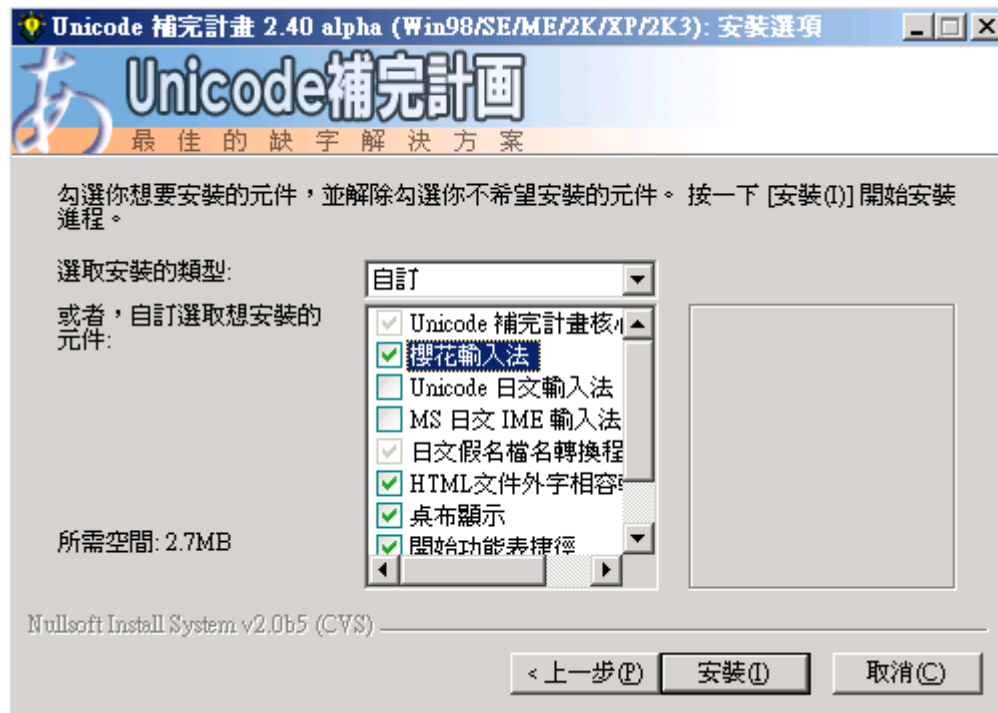 Unicode 補完計畫 2.40 alpha (Win98/SE/ME/2K/XP/2K3): 安裝選項
あ
Unicode補完計画
最佳的缺字解決方案
勾選你想要安裝的元件，並解除勾選你不希望安裝的元件。 按一下 [安裝(I)] 開始安裝
進程。
選取安裝的類型:
自訂
或者，自訂選取想安裝的
元件:
Unicode 補完計畫核
櫻花輸入法
Unicode 日文輸入法
MS 日文 IME 輸入法
日文假名檔名轉換程
HTML文件外字相容
桌布顯示
開始功能表捷徑
所需空間: 2.7MB
Nullsoft Install System v2.0b5 (CVS)
< 上一步(P)
安裝(I)
取消(C)